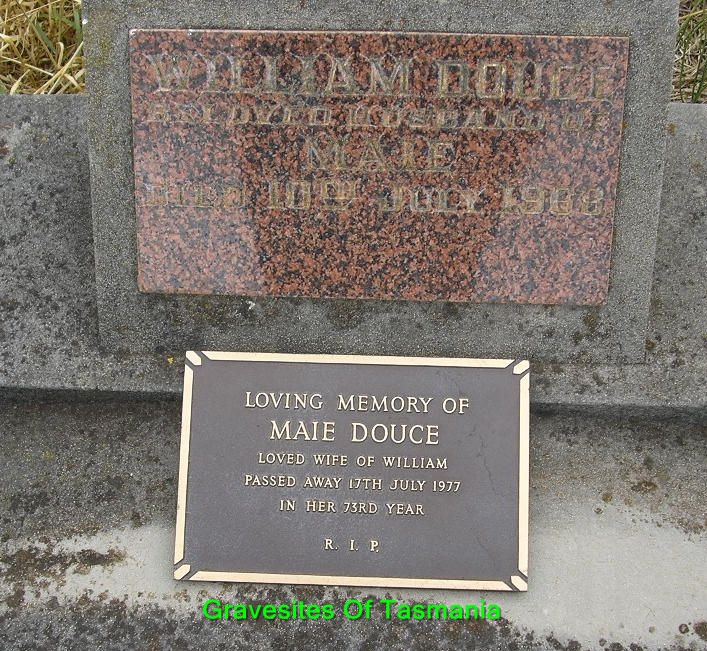 WILLIAM DOUCE
BELOVED HUSBAND OF
MAIE
DIED 10TH JULY
LOVING MEMORY OF
MAIE DOUCE
LOVED WIFE OF WILLIAM
PASSED AWAY 17TH JULY 1977
IN HER 73RD YEAR
R. I. P.
Gravesites Of Tasmania